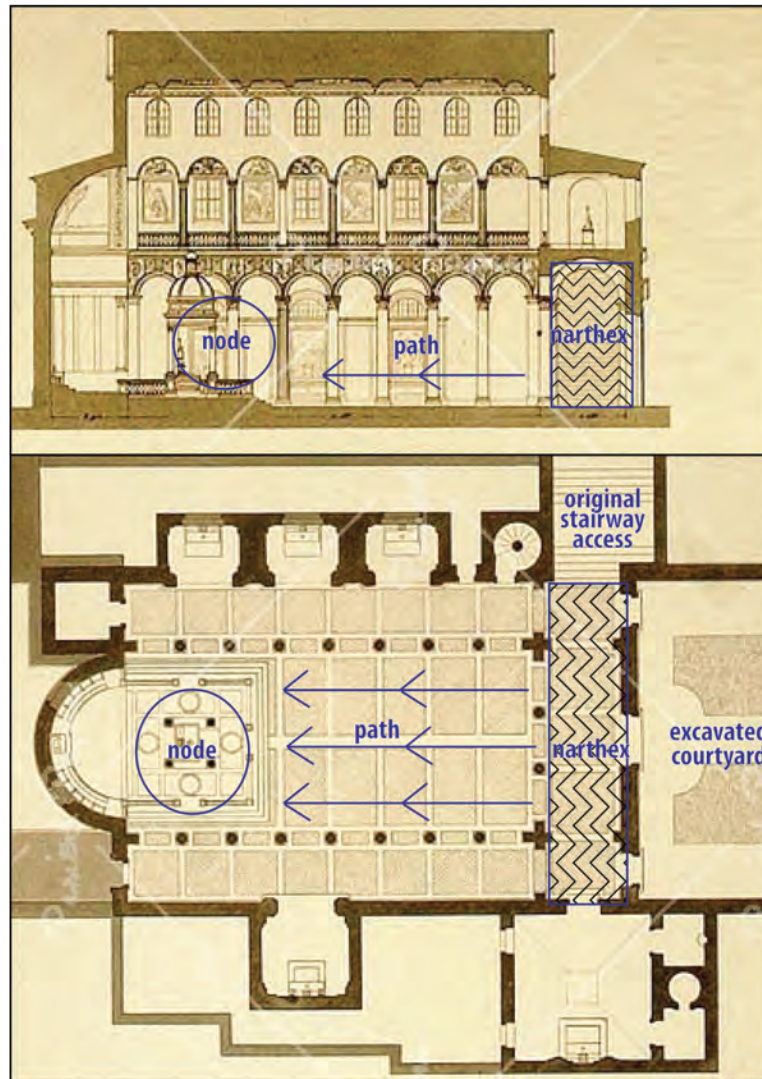 node
path
narthex
original
stairway
access
node
path
narthex
excavated
courtyard